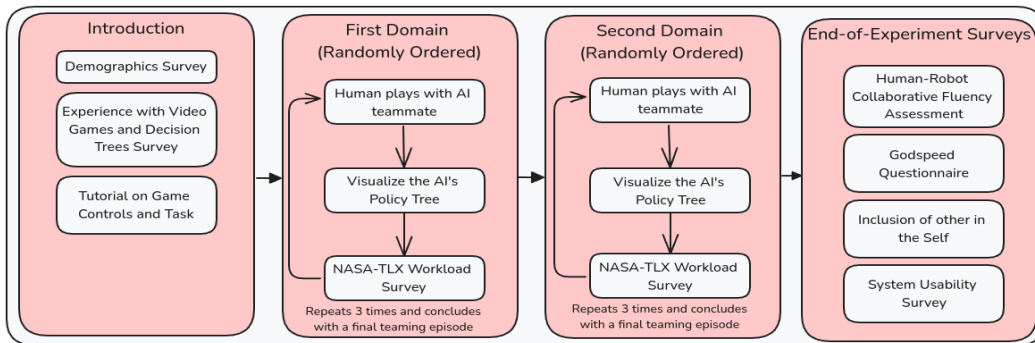 Introduction
Demographics Survey
Experience with Video
Games and Decision
Trees Survey
Tutorial on Game
Controls and Task
First Domain
(Randomly Ordered)
Human plays with AI
teammate
Visualize the AI's
Policy Tree
NASA-TLX Workload
Survey
Repeats 3 times and concludes
with a final teaming episode
Second Domain
(Randomly Ordered)
Human plays with AI
teammate
Visualize the AI's
Policy Tree
NASA-TLX Workload
Survey
Repeats 3 times and concludes
with a final teaming episode
End-of-Experiment Surveys
Human-Robot
Collaborative Fluency
Assessment
Godspeed
Questionnaire
Inclusion of other in
the Self
System Usability
Survey